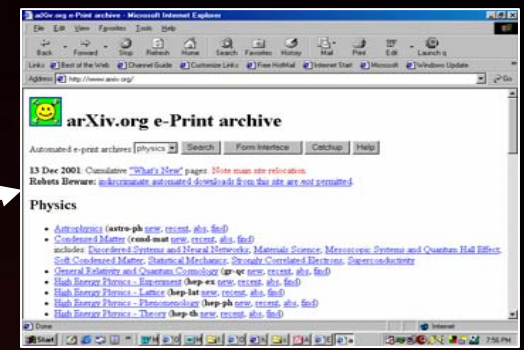 arXiv.org e-Print archive - Microsoft Internet Explorer
File Edit View Favorites Tools Help
Back Forward Stop Refresh Home Search Favorites History Mail Print Edit Launch
Links Best of the Web Channel Guide Customize Links Free HotMail Internet Start Microsoft Windows Update
Address http://www.arxiv.org/ Go
arXiv.org e-Print archive
Automated e-print archives physics Search Form Interface Catchup Help
13 Dec 2001: Cumulative "What's New" pages. Note main site relocation.
Robots Beware: indiscriminate automated downloads from this site are not permitted.
Physics
Astrophysics (astro-ph new, recent, abs, find)
Condensed Matter (cond-mat new, recent, abs, find)
includes: Disordered Systems and Neural Networks; Materials Science; Mesoscopic Systems and Quantum Hall Effect;
Soft Condensed Matter; Statistical Mechanics; Strongly Correlated Electrons; Superconductivity
General Relativity and Quantum Cosmology (gr-qc new, recent, abs, find)
High Energy Physics - Experiment (hep-ex new, recent, abs, find)
High Energy Physics - Lattice (hep-lat new, recent, abs, find)
High Energy Physics - Phenomenology (hep-ph new, recent, abs, find)
High Energy Physics - Theory (hep-th new, recent, abs, find)
Done Internet
Start 7:56 PM